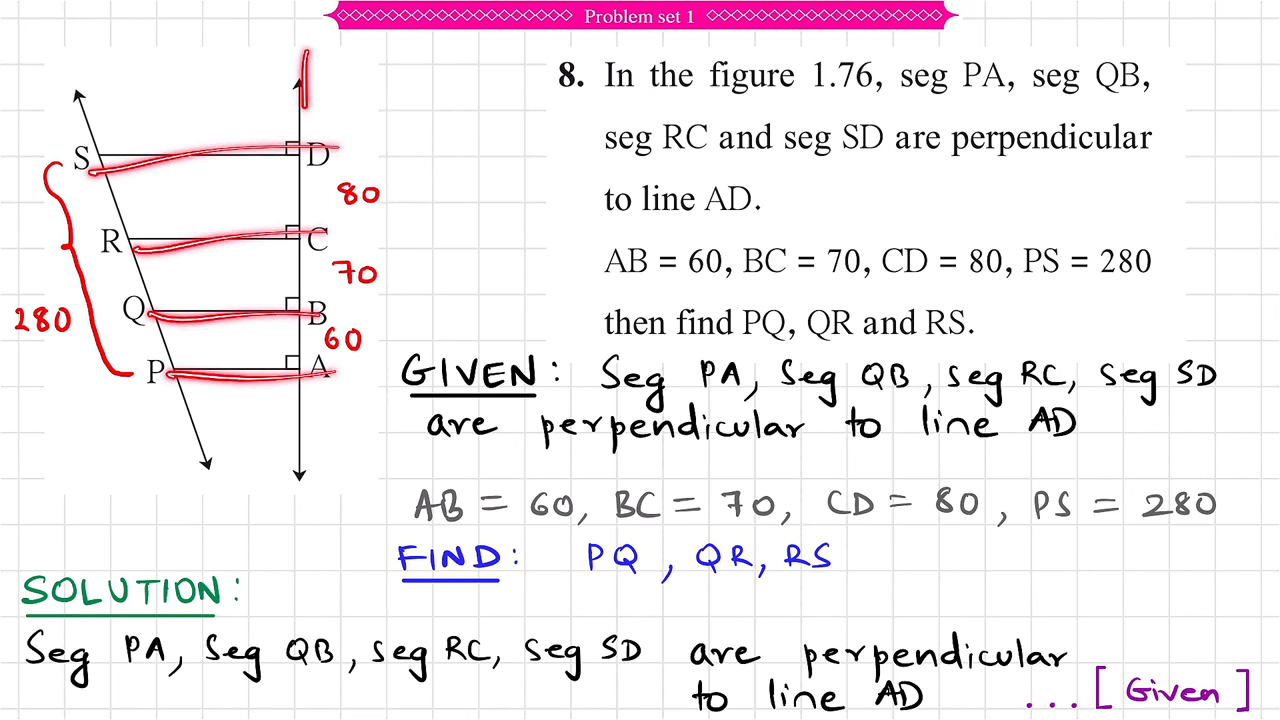 Problem set 1
8. In the figure 1.76, seg PA, seg QB,
seg RC and seg SD are perpendicular
to line AD.
AB = 60, BC = 70, CD = 80, PS = 280
then find PQ, QR and RS.
S D
80
R C
70
280 Q B
60
P A
GIVEN: Seg PA, Seg QB, seg RC, seg SD
are perpendicular to line AD
AB = 60, BC = 70, CD = 80, PS = 280
FIND: PQ, QR, RS
SOLUTION:
Seg PA, Seg QB, seg RC, seg SD are perpendicular
to line AD ...[Given]